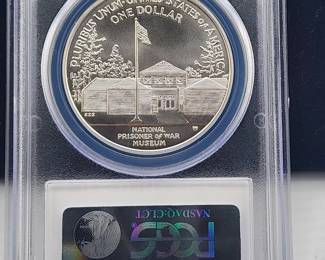 E PLURIBUS UNUM · UNITED STATES of AMERICA
ONE DOLLAR
NATIONAL
PRISONER OF WAR
MUSEUM
NASDAQ:CLCT
PCGS